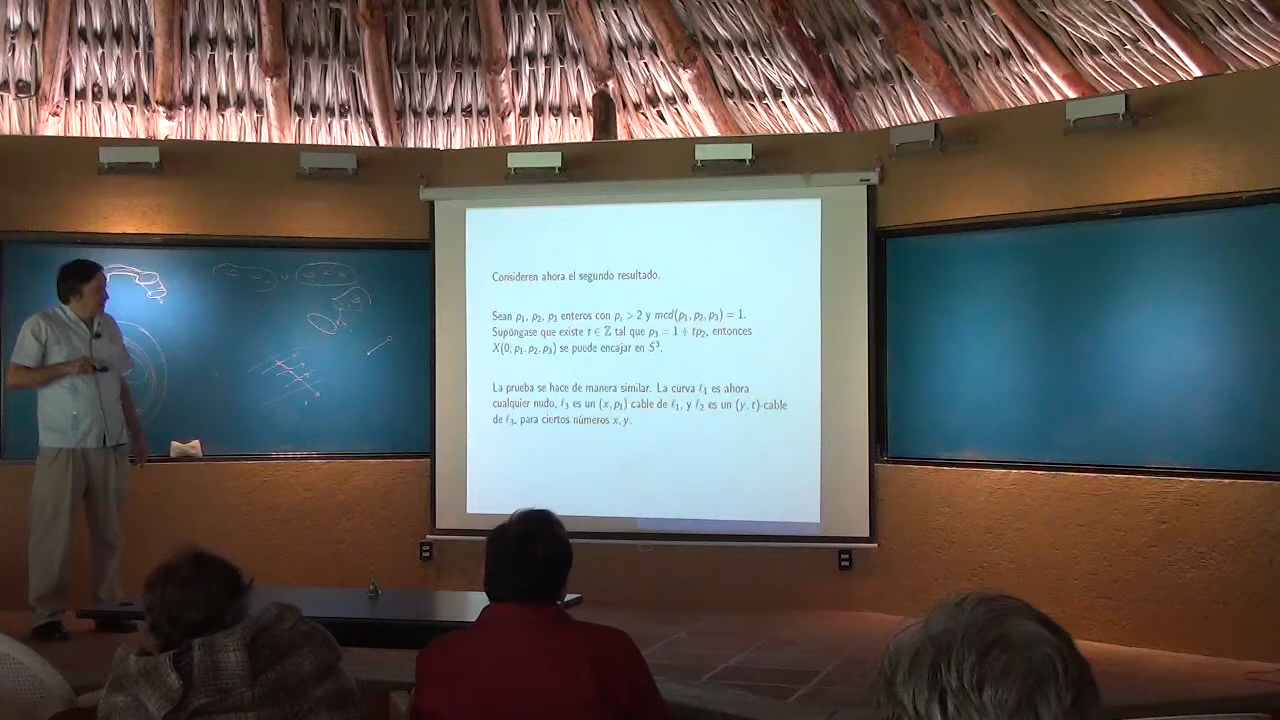 Consideren ahora el segundo resultado.
Sean p₁, p₂, p₃ enteros con pᵢ > 2 y mcd(p₁, p₂, p₃) = 1.
Supóngase que existe t ∈ ℤ tal que p₃ = 1 + tp₂, entonces
X(0, p₁, p₂, p₃) se puede encajar en S³.
La prueba se hace de manera similar. La curva ℓ₁ es ahora
cualquier nudo, ℓ₃ es un (x, p₁) cable de ℓ₁, y ℓ₂ es un (y, t)-cable
de ℓ₃, para ciertos números x, y.